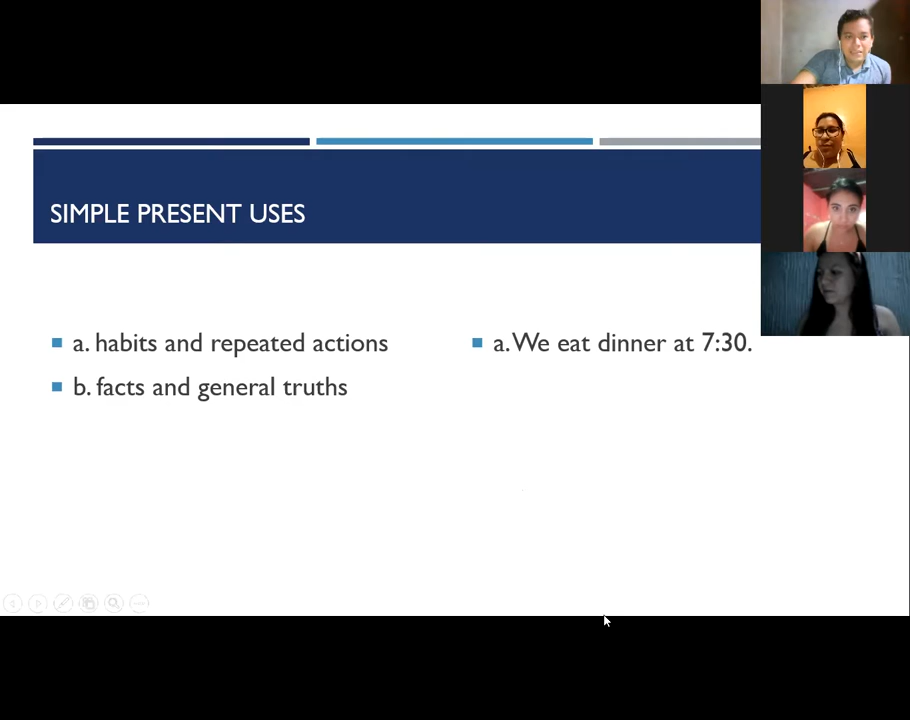 SIMPLE PRESENT USES
a. habits and repeated actions
b. facts and general truths
a. We eat dinner at 7:30.